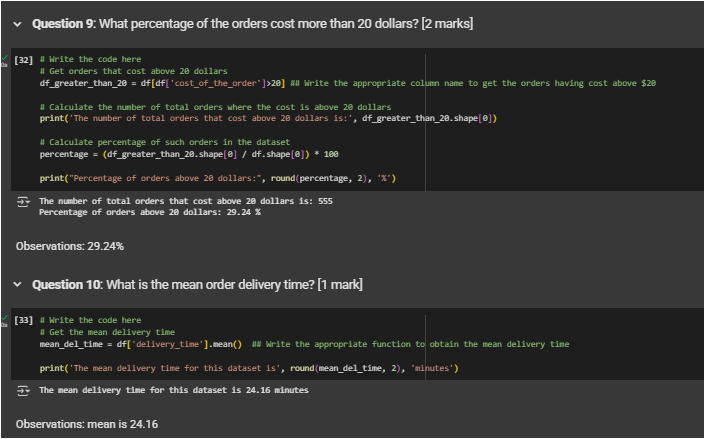 Question 9: What percentage of the orders cost more than 20 dollars? [2 marks]
[32] # Write the code here
# Get orders that cost above 20 dollars
df_greater_than_20 = df[df['cost_of_the_order']>20] ## Write the appropriate column name to get the orders having cost above $20
# Calculate the number of total orders where the cost is above 20 dollars
print('The number of total orders that cost above 20 dollars is:', df_greater_than_20.shape[0])
# Calculate percentage of such orders in the dataset
percentage = (df_greater_than_20.shape[0] / df.shape[0]) * 100
print("Percentage of orders above 20 dollars:", round(percentage, 2), '%')
The number of total orders that cost above 20 dollars is: 555
Percentage of orders above 20 dollars: 29.24 %
Observations: 29.24%
Question 10: What is the mean order delivery time? [1 mark]
[33] # Write the code here
# Get the mean delivery time
mean_del_time = df['delivery_time'].mean() ## Write the appropriate function to obtain the mean delivery time
print('The mean delivery time for this dataset is', round(mean_del_time, 2), 'minutes')
The mean delivery time for this dataset is 24.16 minutes
Observations: mean is 24.16